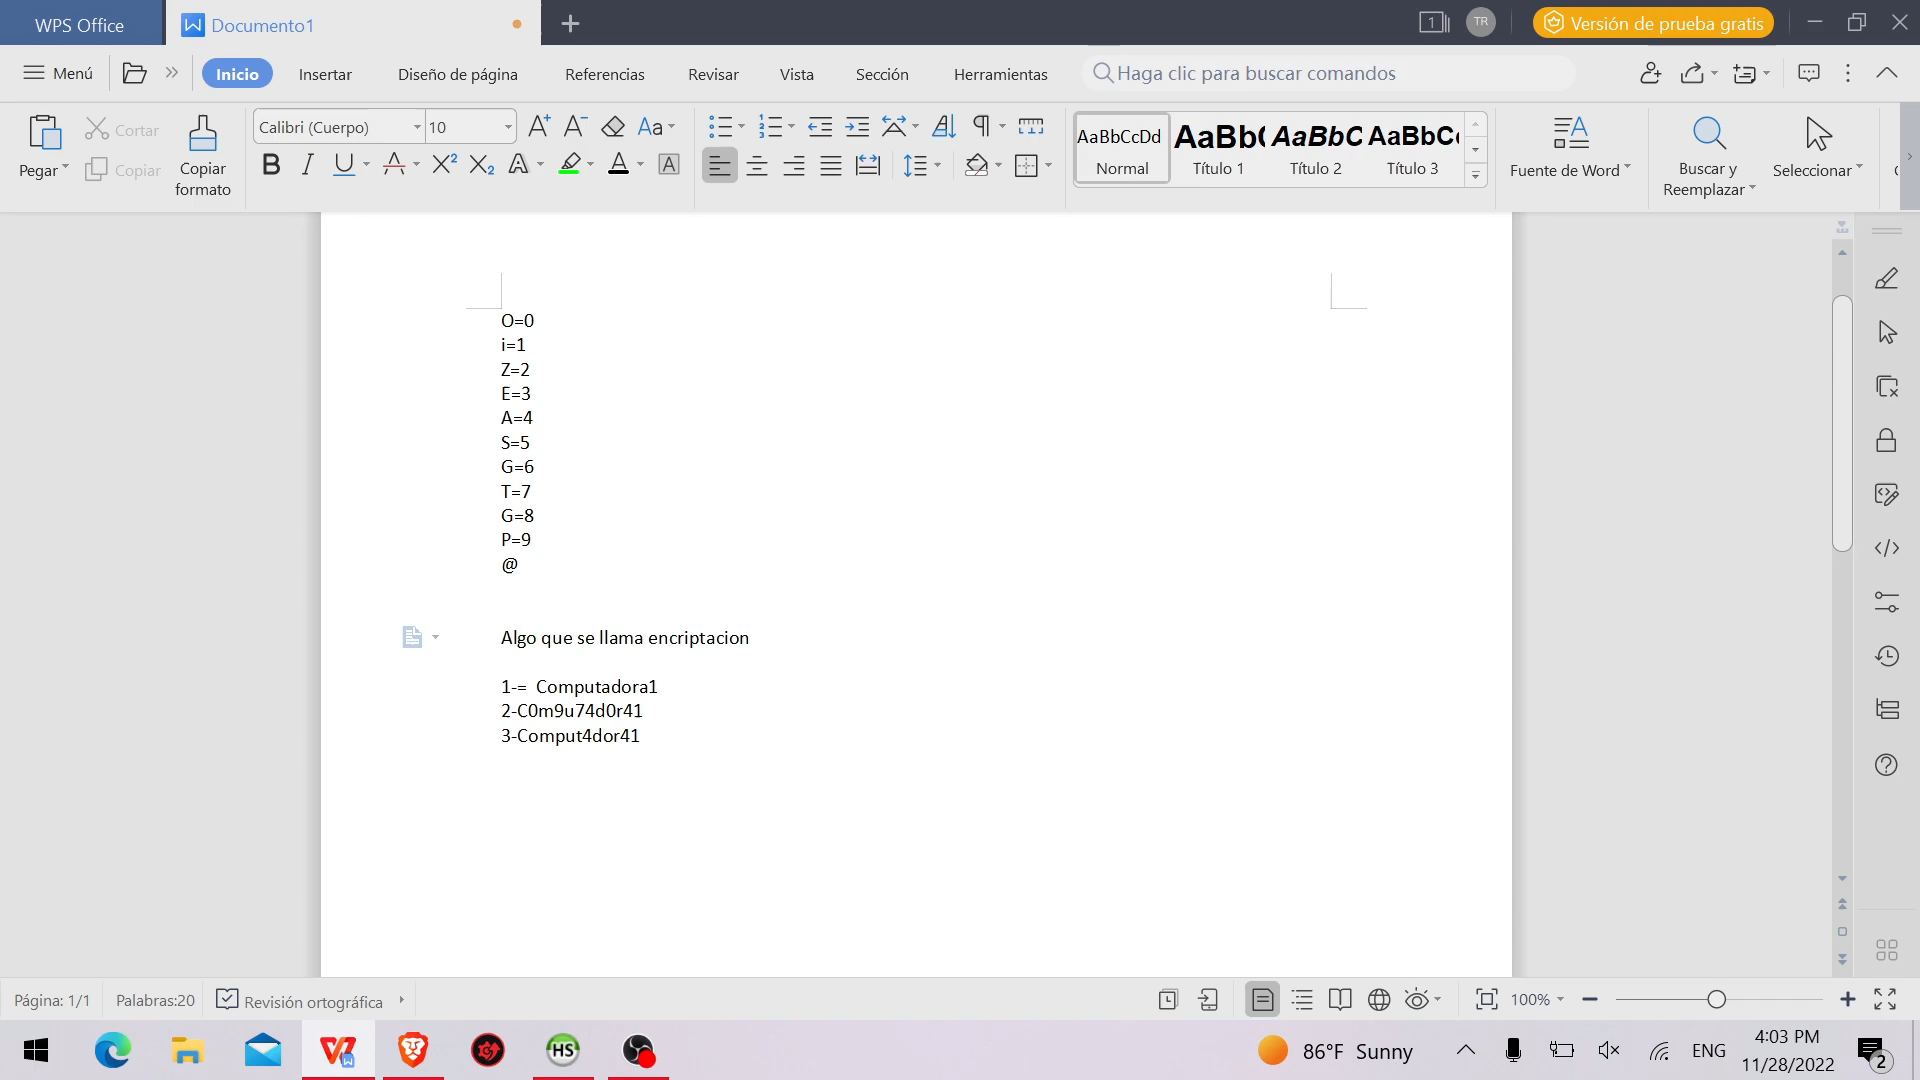 WPS Office
Documento1
1
TR
Versión de prueba gratis
Menú
Inicio
Insertar
Diseño de página
Referencias
Revisar
Vista
Sección
Herramientas
Haga clic para buscar comandos
Pegar
Cortar
Copiar
Copiar formato
Calibri (Cuerpo)
10
AaBbCcDd
Normal
AaBb(
Título 1
AaBbC
Título 2
AaBbC
Título 3
Fuente de Word
Buscar y Reemplazar
Seleccionar
O=0
i=1
Z=2
E=3
A=4
S=5
G=6
T=7
G=8
P=9
@
Algo que se llama encriptacion
1-= Computadora1
2-C0m9u74d0r41
3-Comput4dor41
Página: 1/1
Palabras:20
Revisión ortográfica
100%
HS
86°F Sunny
ENG
4:03 PM
11/28/2022
2